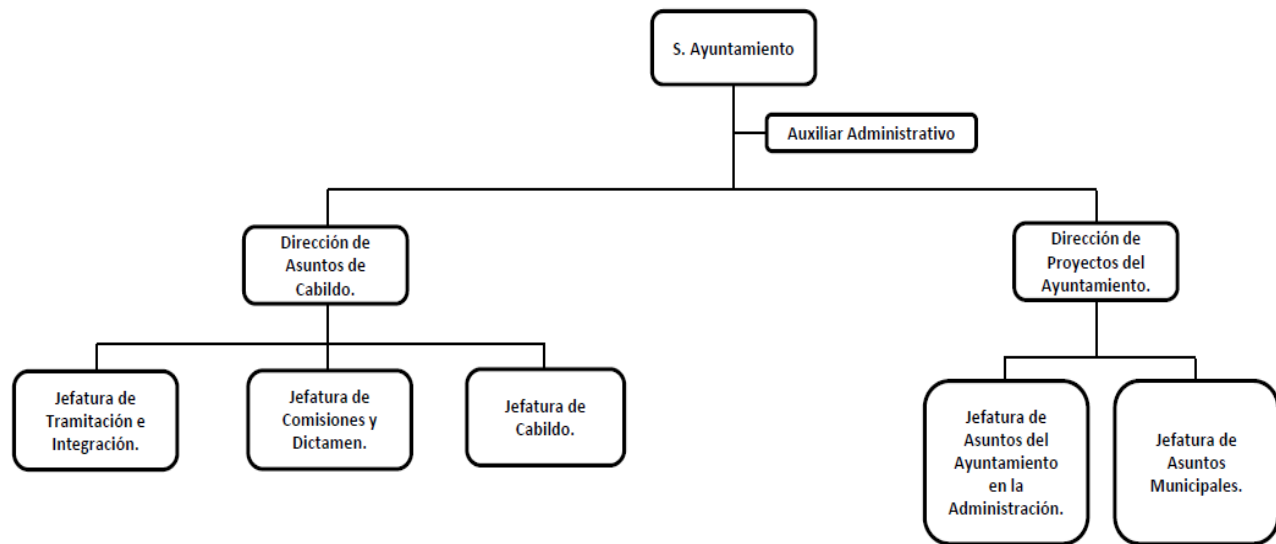 S. Ayuntamiento
Auxiliar Administrativo
Dirección de
Asuntos de
Cabildo.
Dirección de
Proyectos del
Ayuntamiento.
Jefatura de
Tramitación e
Integración.
Jefatura de
Comisiones y
Dictamen.
Jefatura de
Cabildo.
Jefatura de
Asuntos del
Ayuntamiento
en la
Administración.
Jefatura de
Asuntos
Municipales.